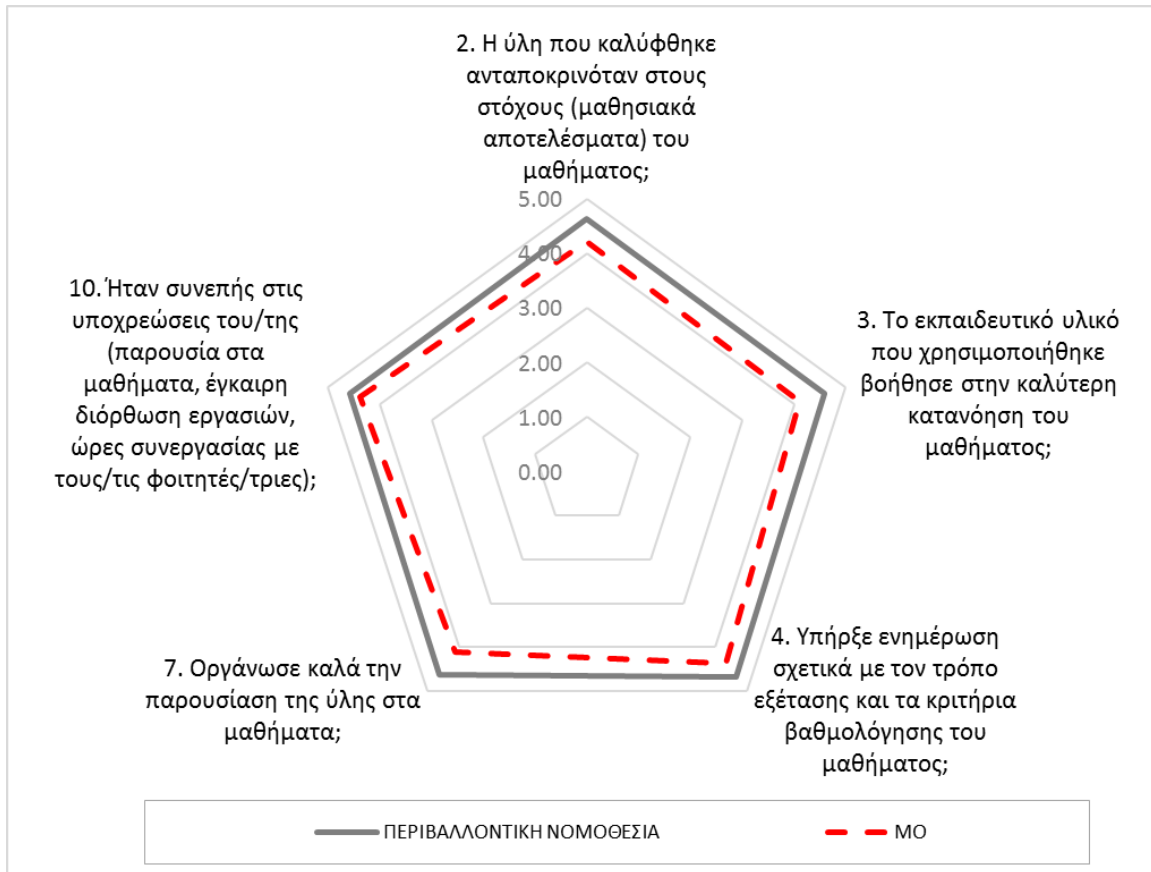 2. Η ύλη που καλύφθηκε
ανταποκρινόταν στους
στόχους (μαθησιακά
αποτελέσματα) του
μαθήματος;
5.00
4.00
3.00
2.00
1.00
0.00
3. Το εκπαιδευτικό υλικό
που χρησιμοποιήθηκε
βοήθησε στην καλύτερη
κατανόηση του
μαθήματος;
4. Υπήρξε ενημέρωση
σχετικά με τον τρόπο
εξέτασης και τα κριτήρια
βαθμολόγησης του
μαθήματος;
7. Οργάνωσε καλά την
παρουσίαση της ύλης στα
μαθήματα;
10. Ήταν συνεπής στις
υποχρεώσεις του/της
(παρουσία στα
μαθήματα, έγκαιρη
διόρθωση εργασιών,
ώρες συνεργασίας με
τους/τις φοιτητές/τριες);
ΠΕΡΙΒΑΛΛΟΝΤΙΚΗ ΝΟΜΟΘΕΣΙΑ
ΜΟ